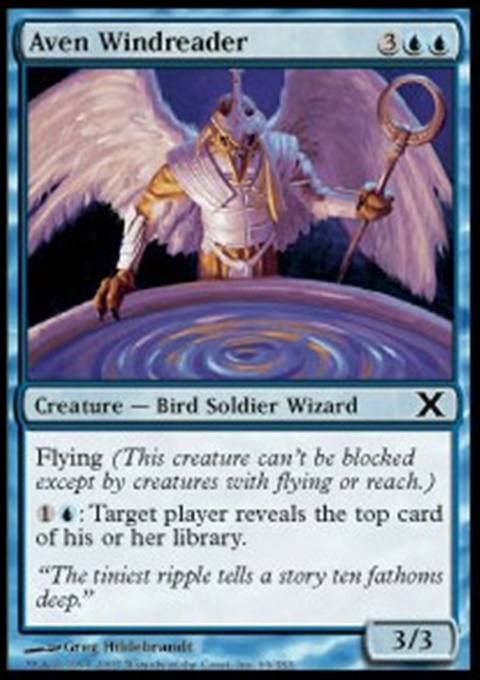 Aven Windreader 3
Creature — Bird Soldier Wizard X
Flying (This creature can't be blocked
except by creatures with flying or reach.)
1 : Target player reveals the top card
of his or her library.
"The tiniest ripple tells a story ten fathoms
deep."
Greg Hildebrandt
3/3